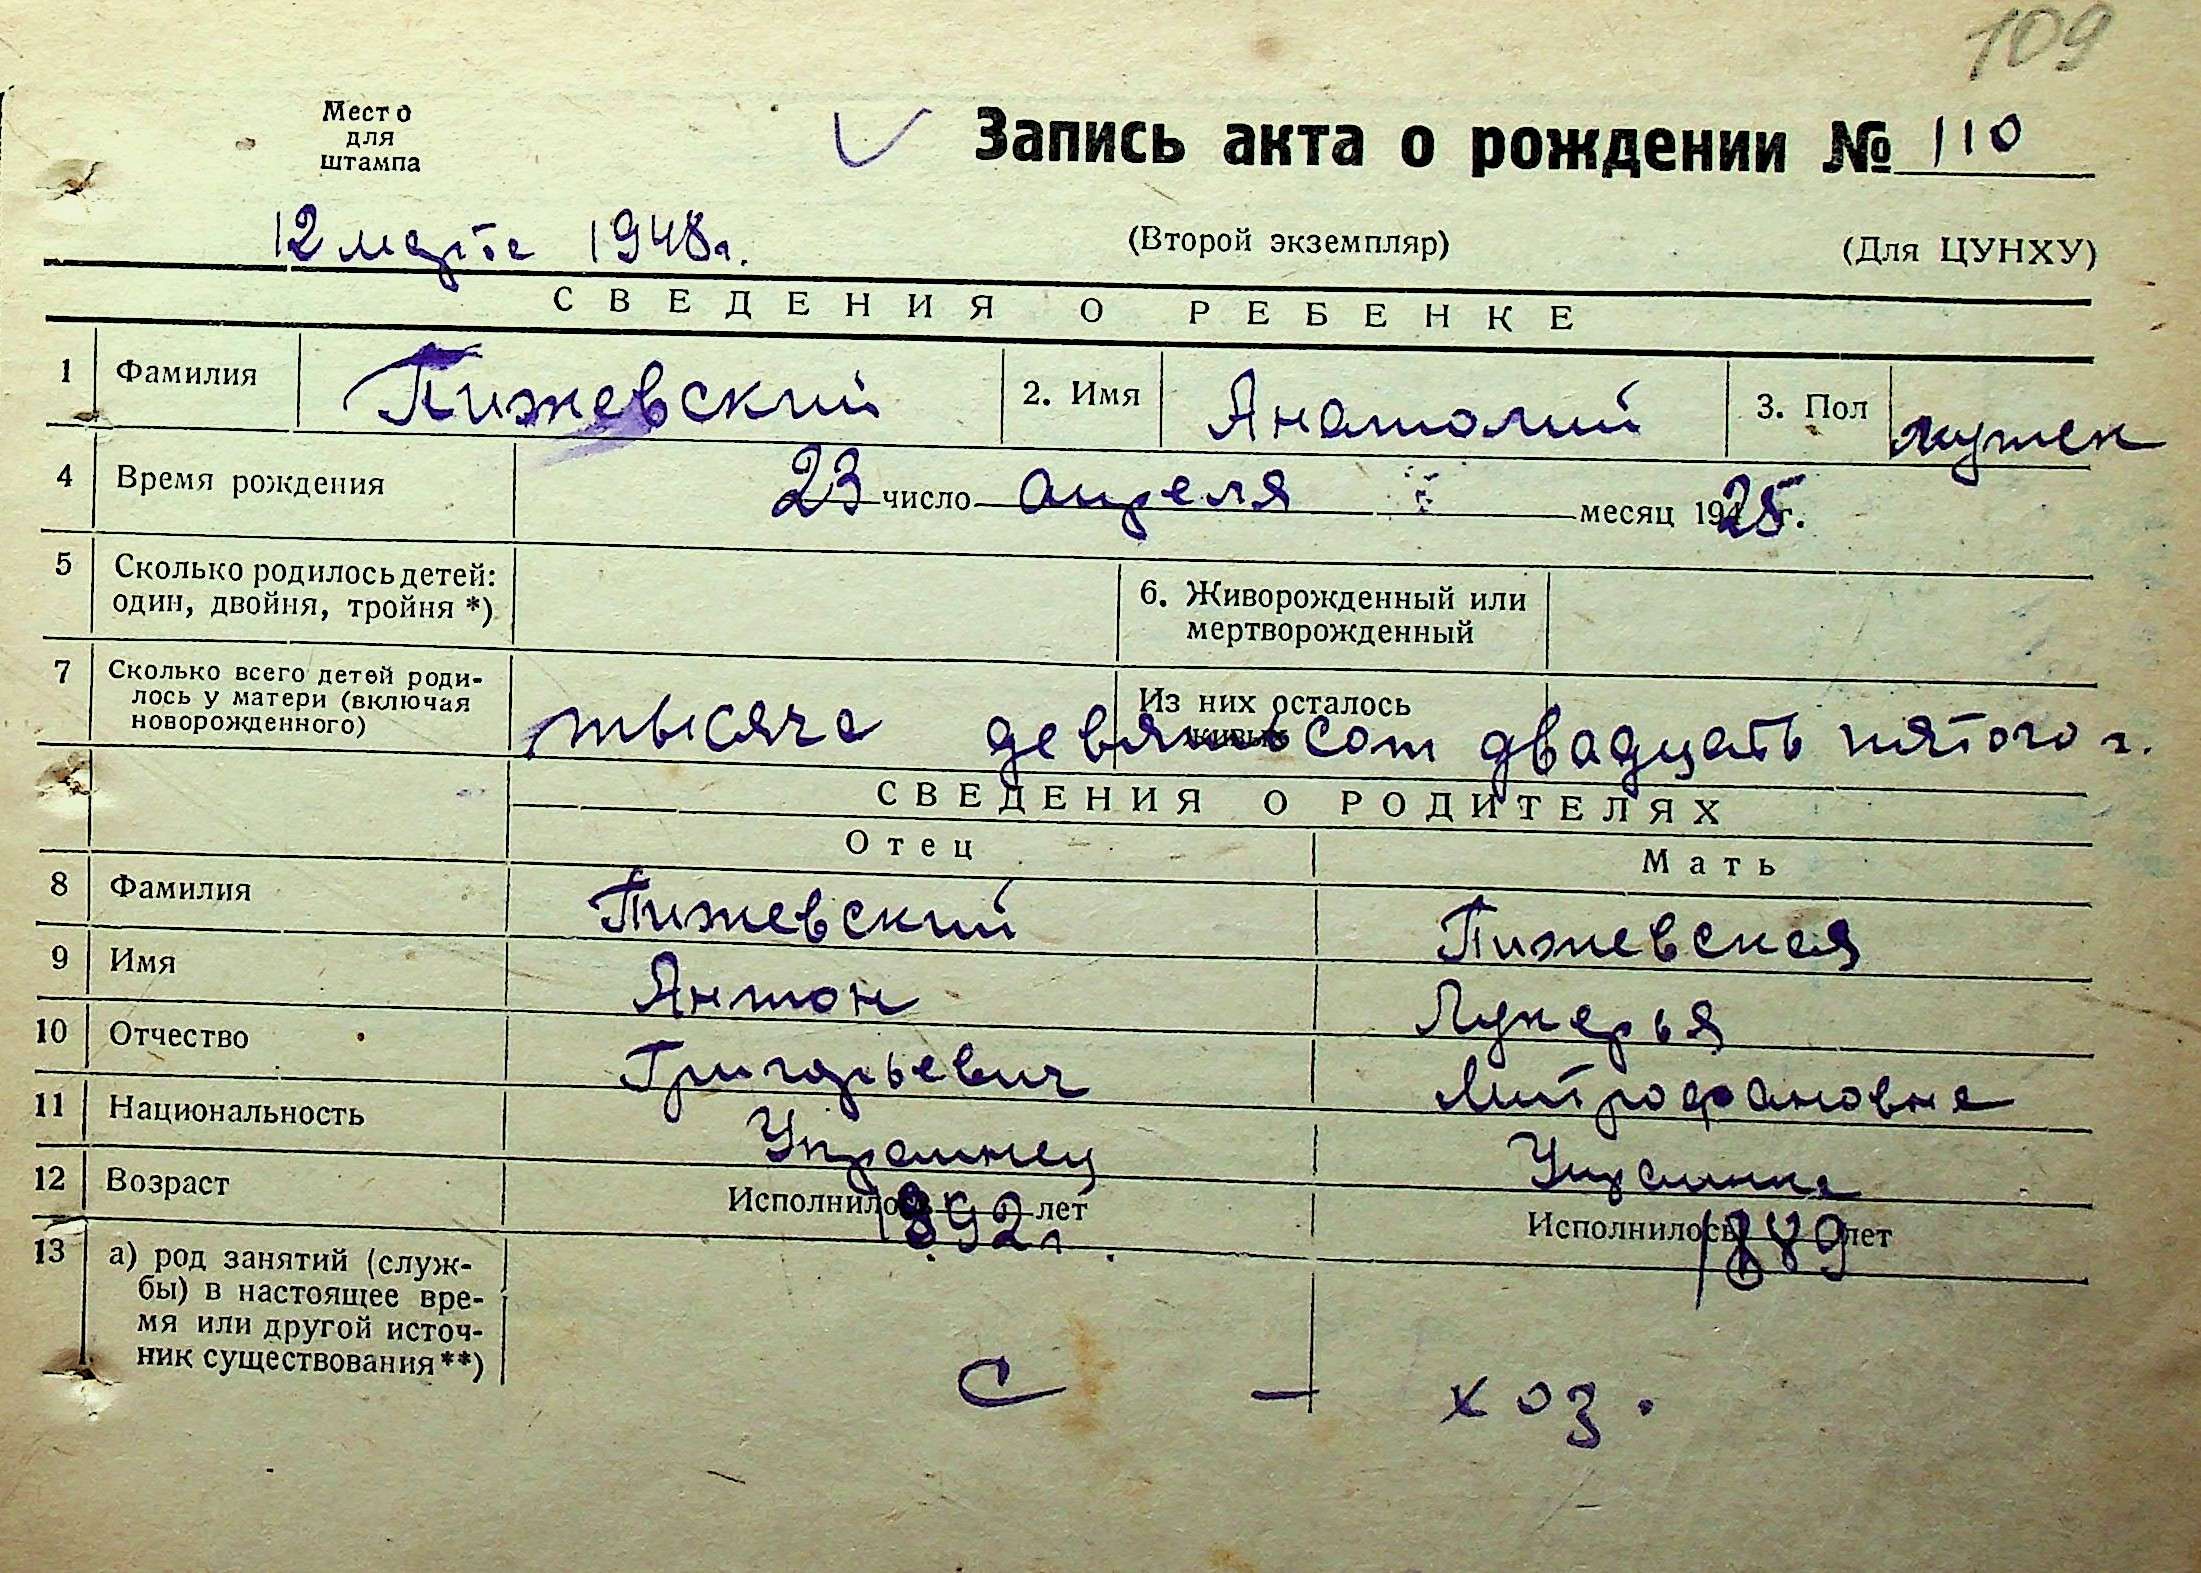 109
Место
для
штампа
Запись акта о рождении № 110
12 марта 1948г.
(Второй экземпляр) (Для ЦУНХУ)
СВЕДЕНИЯ О РЕБЕНКЕ
1 Фамилия Пижевский 2. Имя Анатолий 3. Пол мужск
4 Время рождения 23 число апреля месяц 1925 г.
5 Сколько родилось детей:
один, двойня, тройня *)
6. Живорожденный или
мертворожденный
7 Сколько всего детей роди-
лось у матери (включая
новорожденного)
Из них осталось
живых
тысяча девятьсот двадцать пятого г.
СВЕДЕНИЯ О РОДИТЕЛЯХ
Отец Мать
8 Фамилия Пижевский Пижевская
9 Имя Антон Лукерья
10 Отчество Григорьевич Митрофановна
11 Национальность Украинец Украинка
12 Возраст Исполнилось 1892г лет Исполнилось 1889 лет
13 а) род занятий (служ-
бы) в настоящее вре-
мя или другой источ-
ник существования**)
с - хоз.